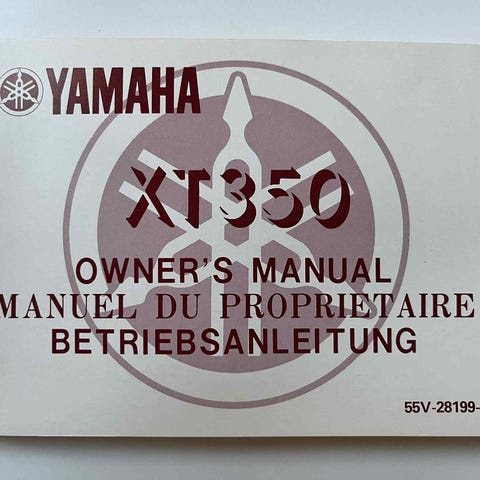 YAMAHA
XT350
OWNER'S MANUAL
MANUEL DU PROPRIETAIRE
BETRIEBSANLEITUNG
55V-28199-